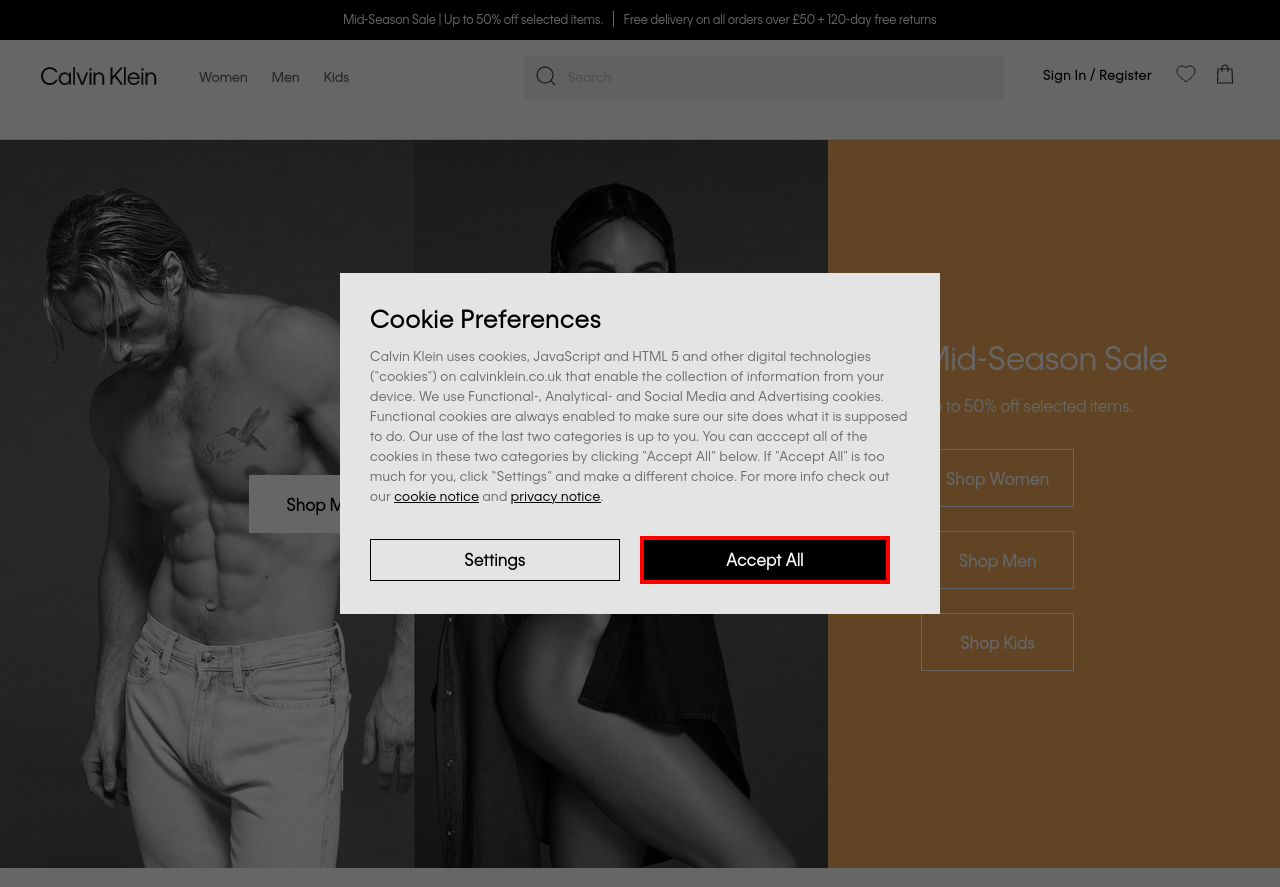 Mid-Season Sale | Up to 50% off selected items. Free delivery on all orders over £50 + 120-day free returns
Calvin Klein Women Men Kids Search Sign In / Register
Cookie Preferences
Calvin Klein uses cookies, JavaScript and HTML 5 and other digital technologies
("cookies") on calvinklein.co.uk that enable the collection of information from your
device. We use Functional-, Analytical- and Social Media and Advertising cookies.
Functional cookies are always enabled to make sure our site does what it is supposed
to do. Our use of the last two categories is up to you. You can acccept all of the
cookies in these two categories by clicking "Accept All" below. If "Accept All" is too
much for you, click "Settings" and make a different choice. For more info check out
our cookie notice and privacy notice.
Settings Accept All
Shop M
Mid-Season Sale
to 50% off selected items.
Shop Women
Shop Men
Shop Kids